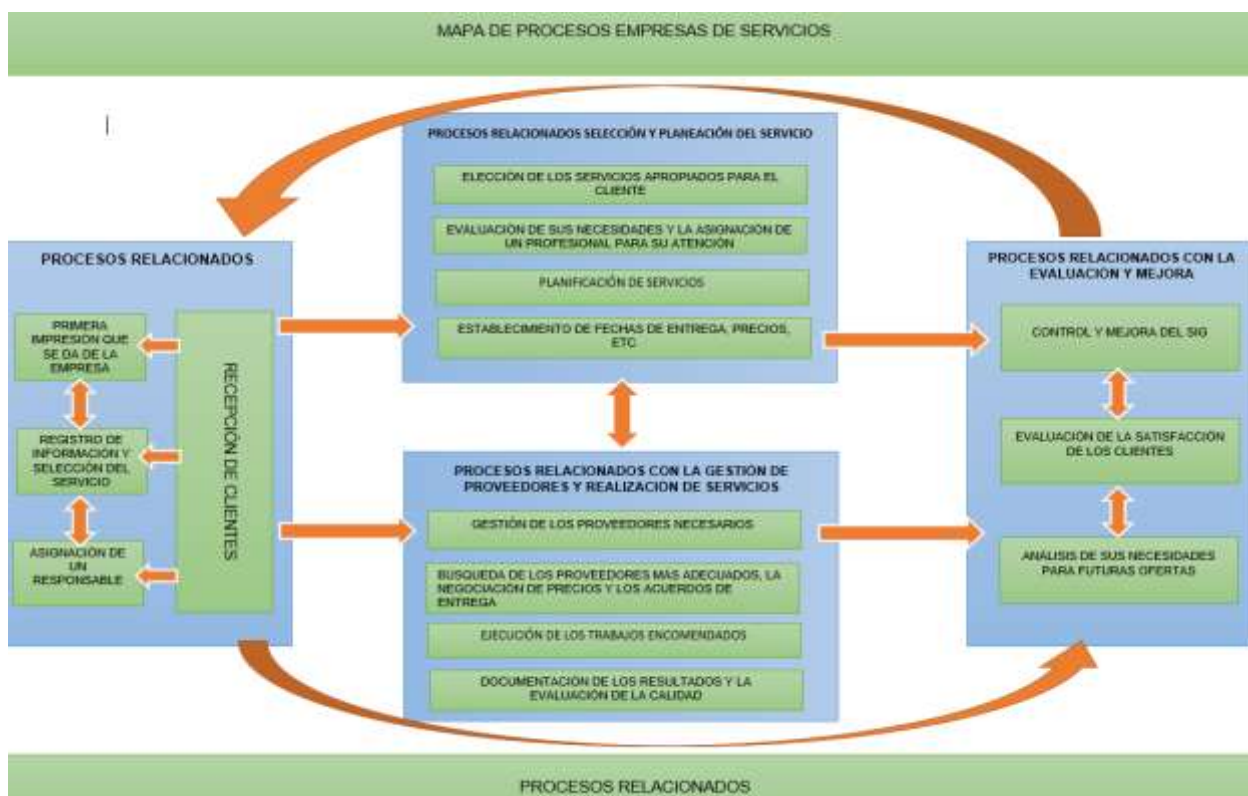 MAPA DE PROCESOS EMPRESAS DE SERVICIOS
PROCESOS RELACIONADOS SELECCIÓN Y PLANEACIÓN DEL SERVICIO
ELECCIÓN DE LOS SERVICIOS APROPIADOS PARA EL
CLIENTE
EVALUACIÓN DE SUS NECESIDADES Y LA ASIGNACIÓN DE
UN PROFESIONAL PARA SU ATENCIÓN
PLANIFICACIÓN DE SERVICIOS
ESTABLECIMIENTO DE FECHAS DE ENTREGA, PRECIOS,
ETC
PROCESOS RELACIONADOS
PRIMERA
IMPRESIÓN QUE
SE DA DE LA
EMPRESA
REGISTRO DE
INFORMACIÓN Y
SELECCIÓN DEL
SERVICIO
ASIGNACIÓN DE
UN
RESPONSABLE
RECEPCIÓN DE CLIENTES
PROCESOS RELACIONADOS CON LA GESTIÓN DE
PROVEEDORES Y REALIZACIÓN DE SERVICIOS
GESTIÓN DE LOS PROVEEDORES NECESARIOS
BUSQUEDA DE LOS PROVEEDORES MAS ADECUADOS, LA
NEGOCIACIÓN DE PRECIOS Y LOS ACUERDOS DE
ENTREGA
EJECUCIÓN DE LOS TRABAJOS ENCOMENDADOS
DOCUMENTACIÓN DE LOS RESULTADOS Y LA
EVALUACIÓN DE LA CALIDAD
PROCESOS RELACIONADOS CON LA
EVALUACIÓN Y MEJORA
CONTROL Y MEJORA DEL SIG
EVALUACIÓN DE LA SATISFACCIÓN
DE LOS CLIENTES
ANÁLISIS DE SUS NECESIDADES
PARA FUTURAS OFERTAS
PROCESOS RELACIONADOS